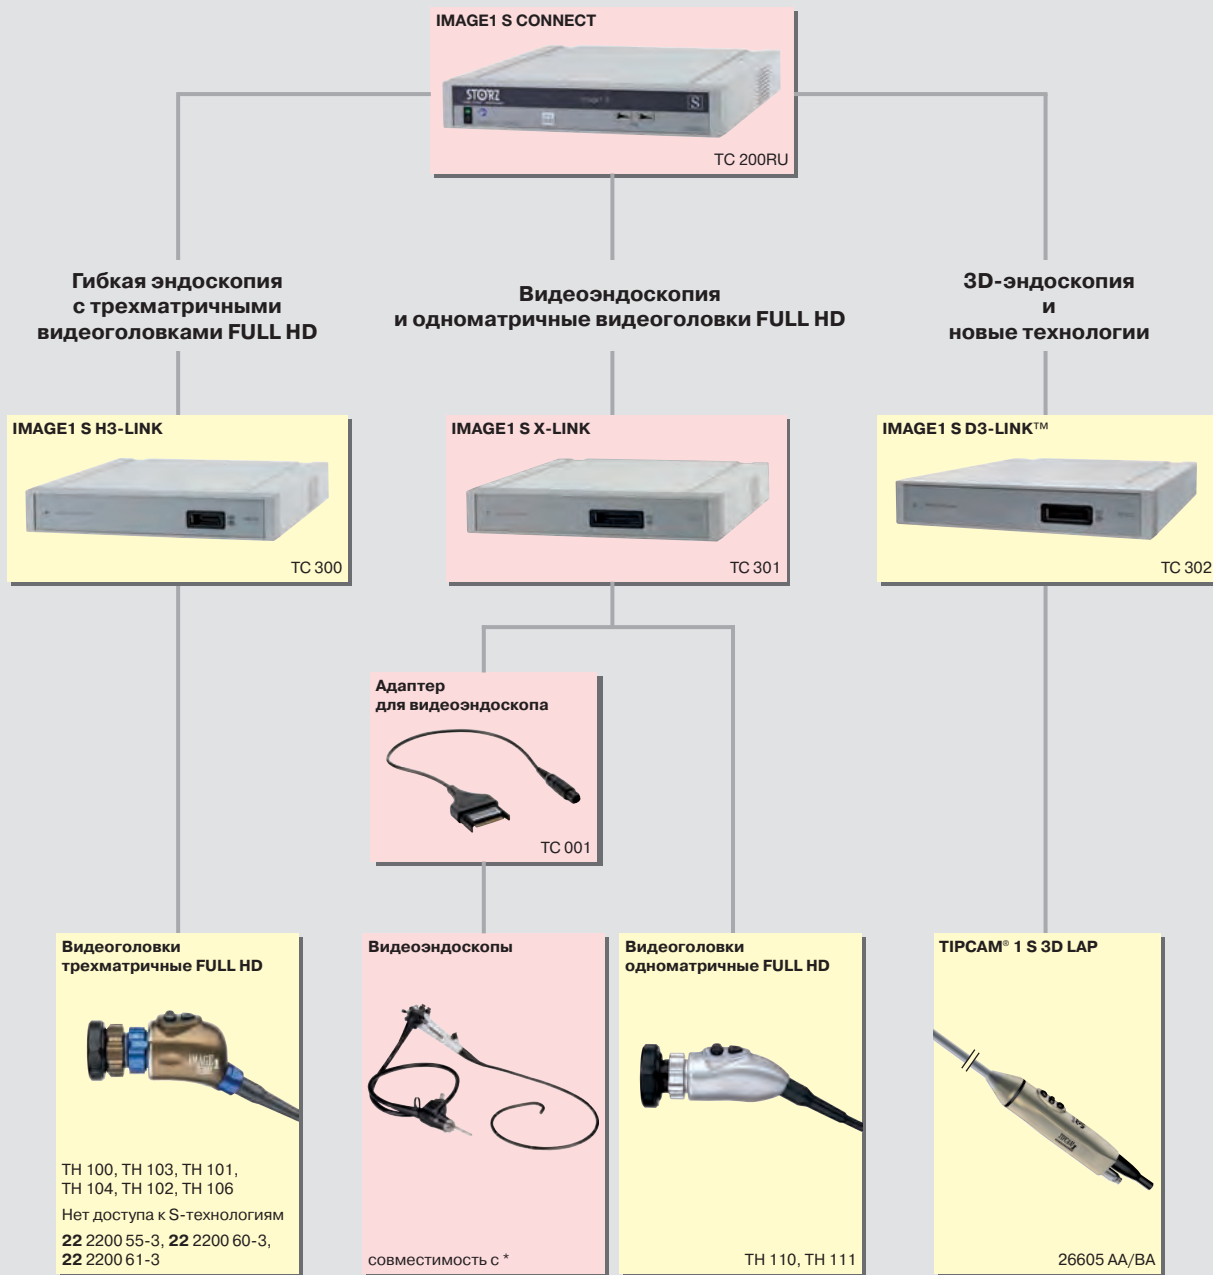 IMAGE1 S CONNECT
STORZ
S
TC 200RU
Гибкая эндоскопия
с трехматричными
видеоголовками FULL HD
Видеоэндоскопия
и одноматричные видеоголовки FULL HD
3D-эндоскопия
и
новые технологии
IMAGE1 S H3-LINK
TC 300
IMAGE1 S X-LINK
TC 301
IMAGE1 S D3-LINK™
TC 302
Адаптер
для видеоэндоскопа
TC 001
Видеоголовки
трехматричные FULL HD
TH 100, TH 103, TH 101,
TH 104, TH 102, TH 106
Нет доступа к S-технологиям
22 2200 55-3, 22 2200 60-3,
22 2200 61-3
Видеоэндоскопы
совместимость с *
Видеоголовки
одноматричные FULL HD
TH 110, TH 111
TIPCAM® 1 S 3D LAP
26605 AA/BA